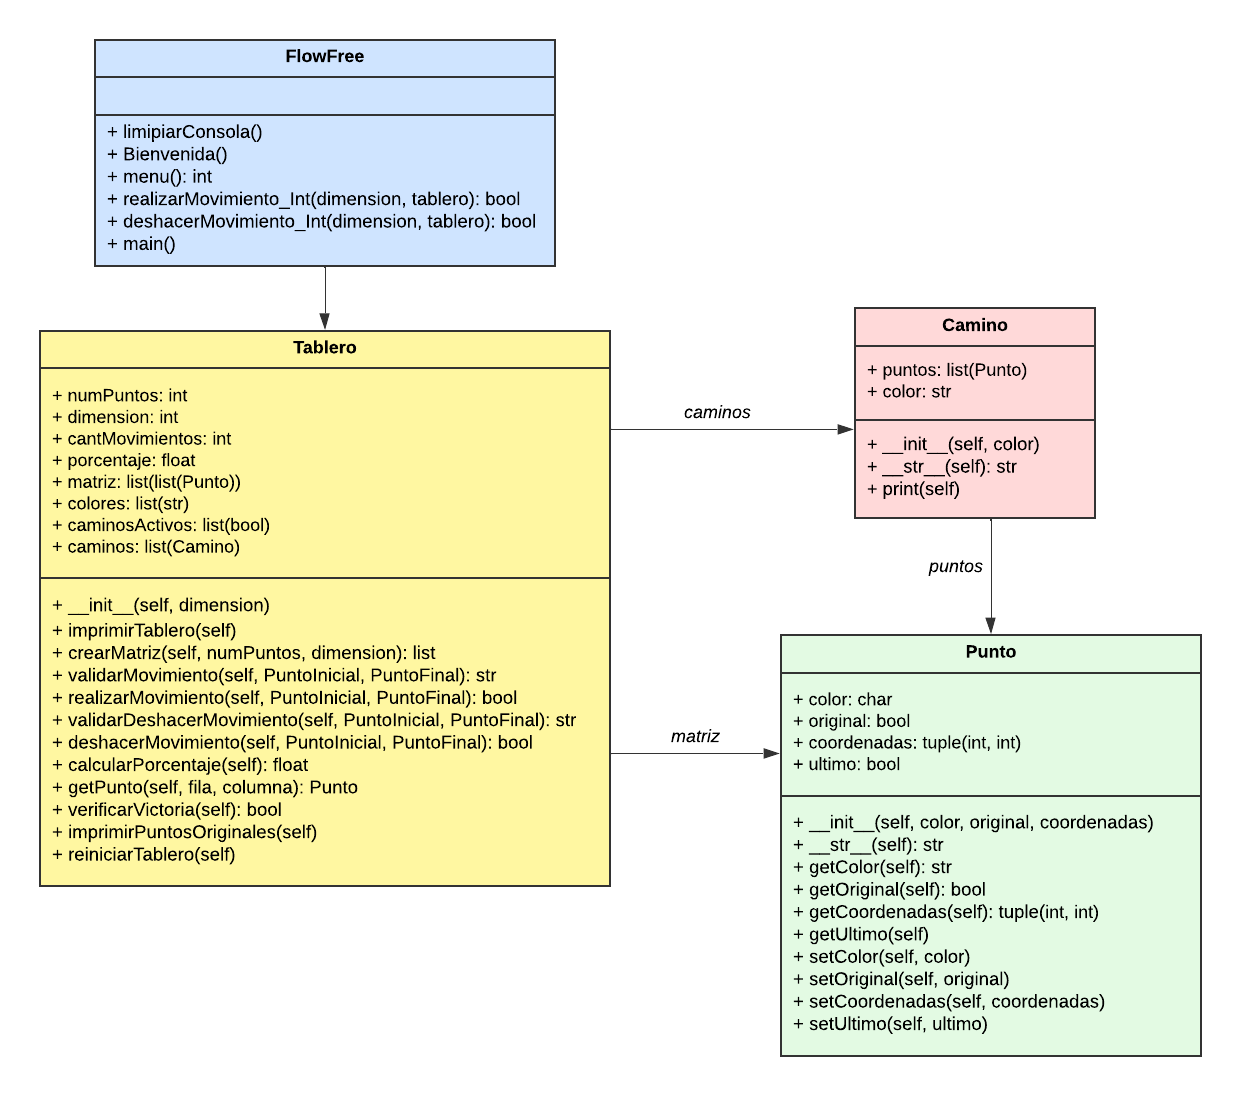 FlowFree
+ limipiarConsola()
+ Bienvenida()
+ menu(): int
+ realizarMovimiento_Int(dimension, tablero): bool
+ deshacerMovimiento_Int(dimension, tablero): bool
+ main()
Tablero
+ numPuntos: int
+ dimension: int
+ cantMovimientos: int
+ porcentaje: float
+ matriz: list(list(Punto))
+ colores: list(str)
+ caminosActivos: list(bool)
+ caminos: list(Camino)
+ __init__(self, dimension)
+ imprimirTablero(self)
+ crearMatriz(self, numPuntos, dimension): list
+ validarMovimiento(self, PuntoInicial, PuntoFinal): str
+ realizarMovimiento(self, PuntoInicial, PuntoFinal): bool
+ validarDeshacerMovimiento(self, PuntoInicial, PuntoFinal): str
+ deshacerMovimiento(self, PuntoInicial, PuntoFinal): bool
+ calcularPorcentaje(self): float
+ getPunto(self, fila, columna): Punto
+ verificarVictoria(self): bool
+ imprimirPuntosOriginales(self)
+ reiniciarTablero(self)
caminos
Camino
+ puntos: list(Punto)
+ color: str
+ __init__(self, color)
+ __str__(self): str
+ print(self)
puntos
matriz
Punto
+ color: char
+ original: bool
+ coordenadas: tuple(int, int)
+ ultimo: bool
+ __init__(self, color, original, coordenadas)
+ __str__(self): str
+ getColor(self): str
+ getOriginal(self): bool
+ getCoordenadas(self): tuple(int, int)
+ getUltimo(self)
+ setColor(self, color)
+ setOriginal(self, original)
+ setCoordenadas(self, coordenadas)
+ setUltimo(self, ultimo)